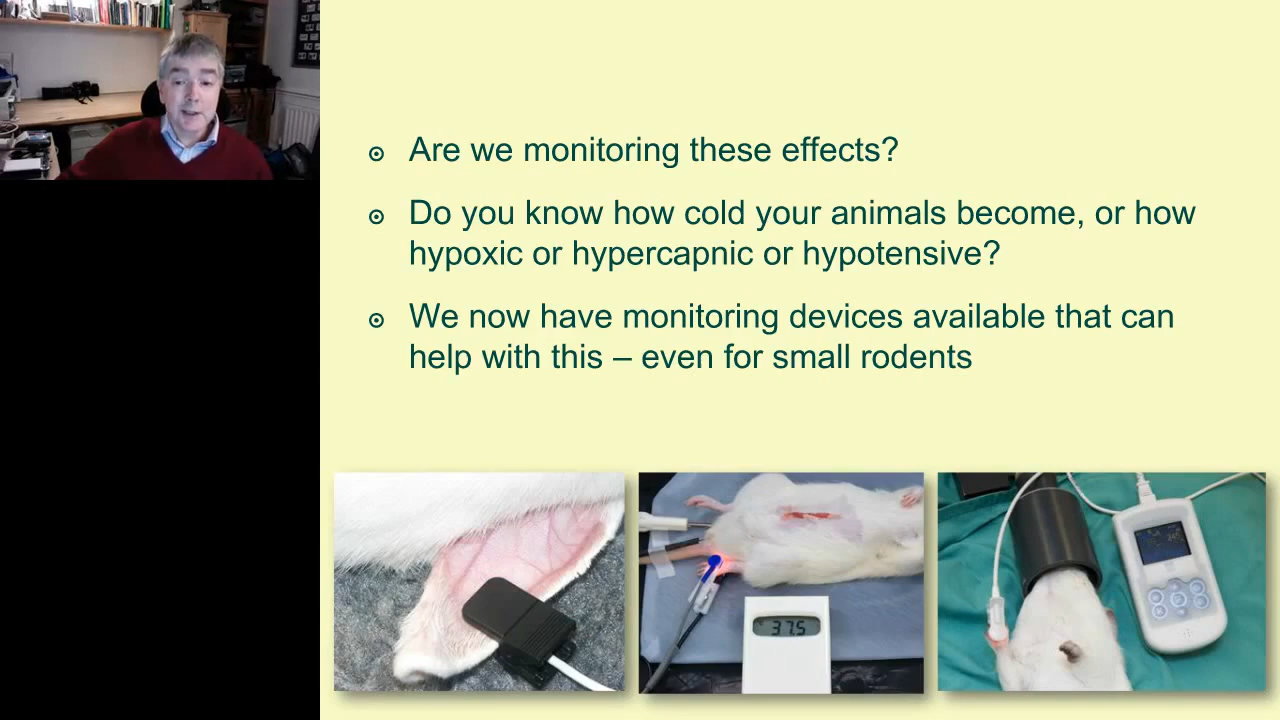 Are we monitoring these effects?
Do you know how cold your animals become, or how
hypoxic or hypercapnic or hypotensive?
We now have monitoring devices available that can
help with this – even for small rodents
37.5